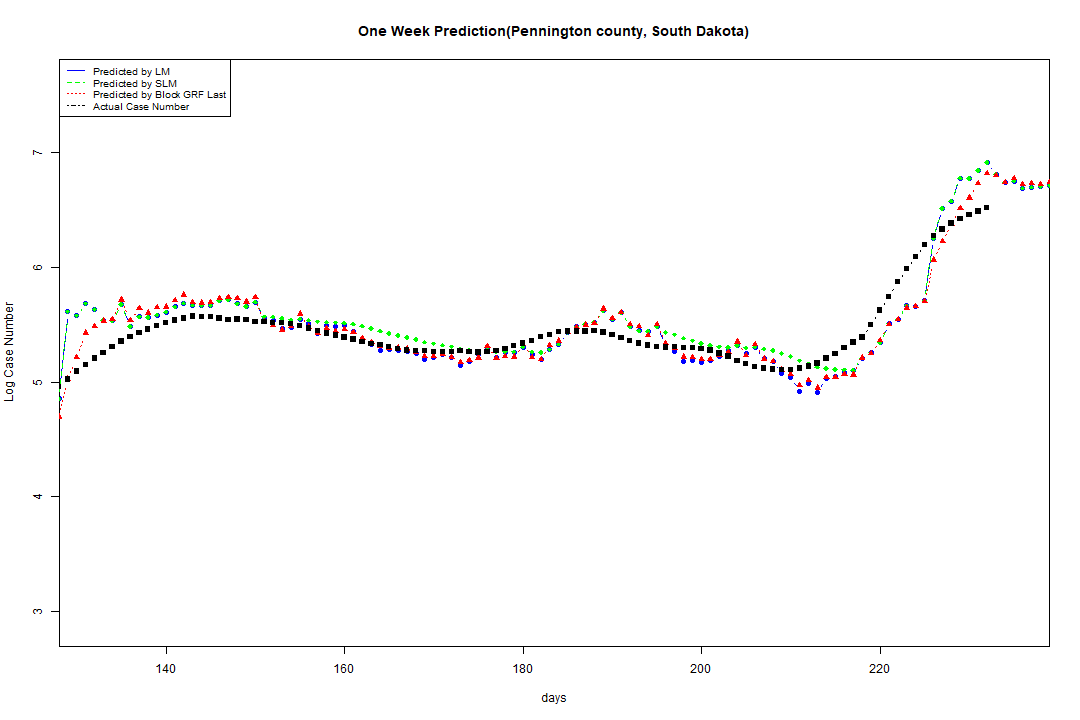 One Week Prediction(Pennington county, South Dakota)
Predicted by LM
Predicted by SLM
Predicted by Block GRF Last
Actual Case Number
7
6
5
4
3
Log Case Number
140 160 180 200 220
days